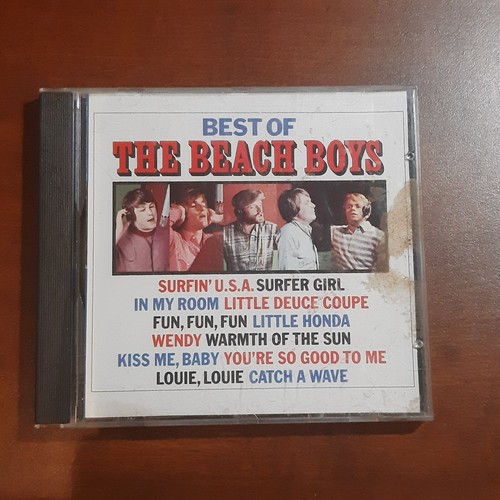 BEST OF
THE BEACH BOYS
SURFIN' U.S.A. SURFER GIRL
IN MY ROOM LITTLE DEUCE COUPE
FUN, FUN, FUN LITTLE HONDA
WENDY WARMTH OF THE SUN
KISS ME, BABY YOU'RE SO GOOD TO ME
LOUIE, LOUIE CATCH A WAVE